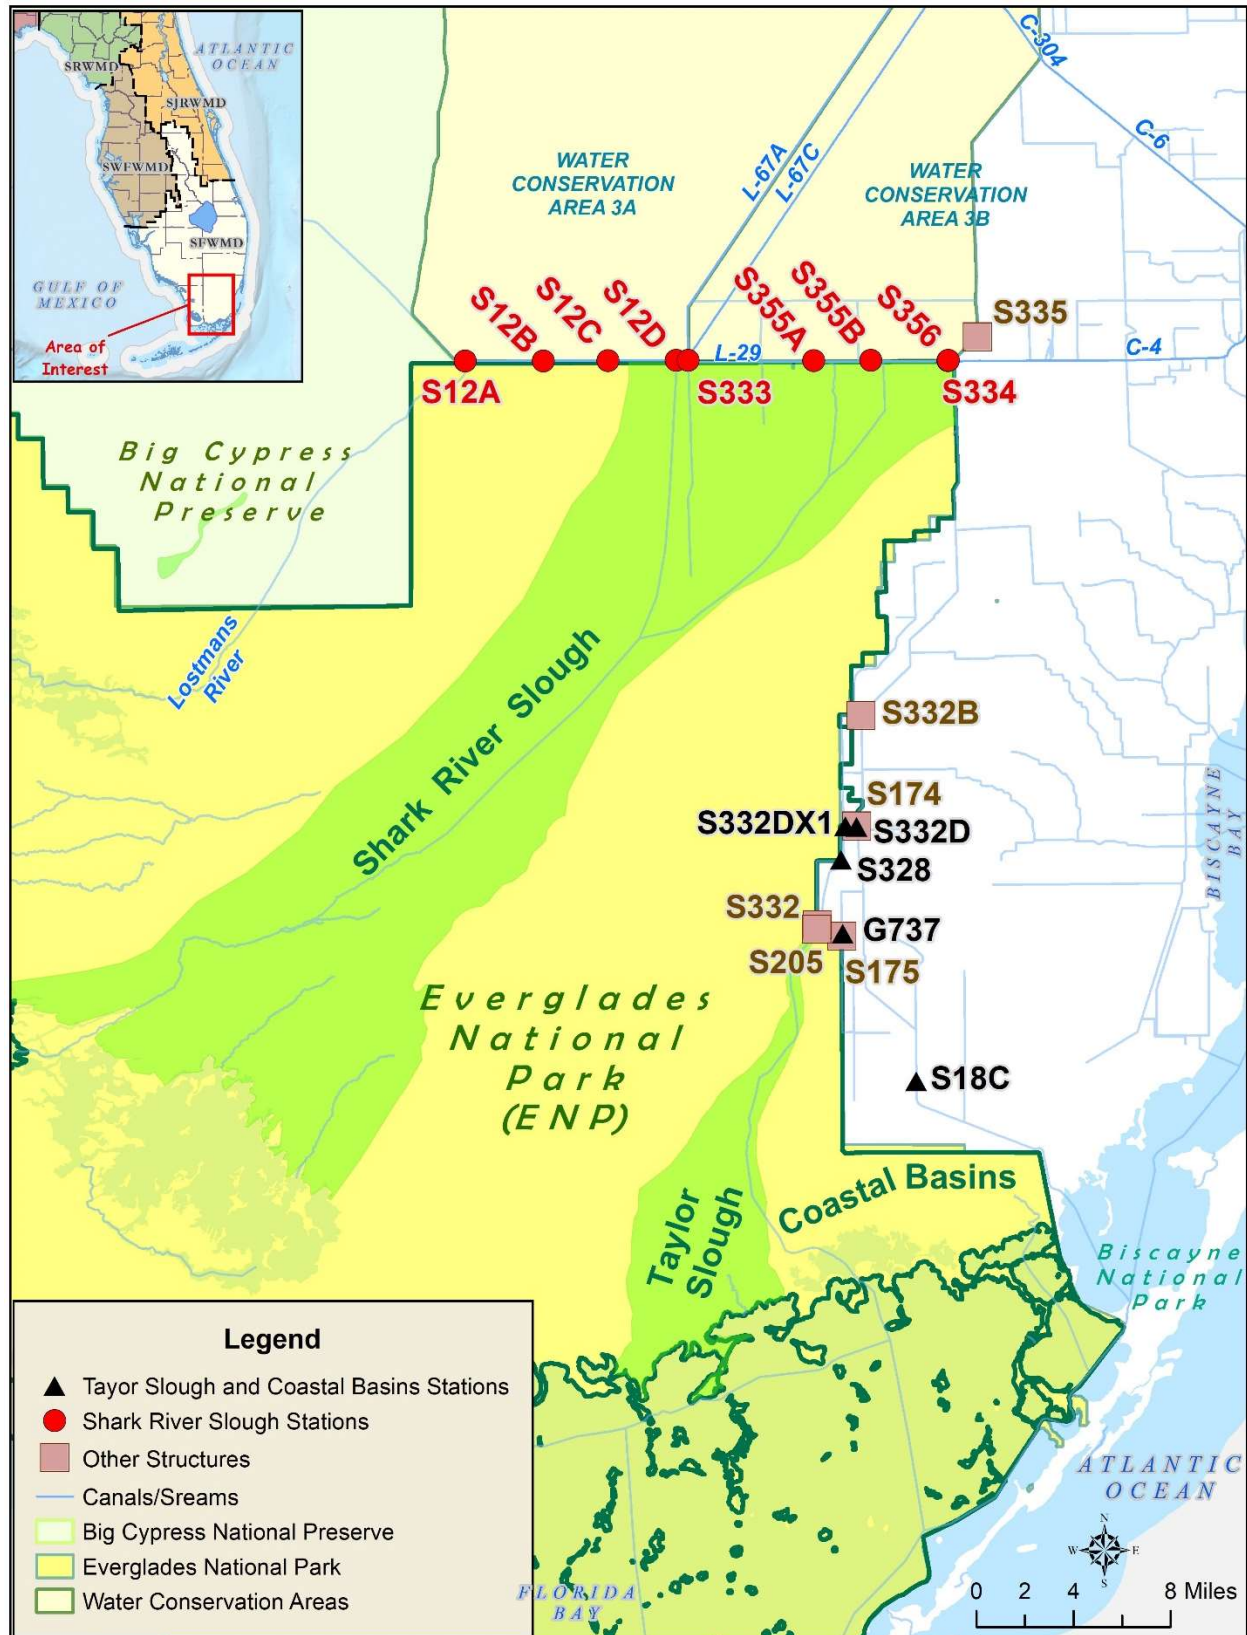 ATLANTIC
OCEAN
SRWMD
SJRWMD
SWFWMD
SFWMD
GULF OF
MEXICO
Area of
Interest
C-304
C-6
L-67A
L-67C
WATER
CONSERVATION
AREA 3A
WATER
CONSERVATION
AREA 3B
S12B
S12C
S12D
S355A
S355B
S356
S335
L-29
C-4
S12A
S333
S334
Big Cypress
National
Preserve
Lostmans
River
Shark River Slough
S332B
S174
S332DX1
S332D
S328
S332
G737
S205
S175
BISCAYNE
BAY
Everglades
National
Park
(ENP)
S18C
Coastal Basins
Taylor
Slough
Biscayne
National
Park
Legend
Tayor Slough and Coastal Basins Stations
Shark River Slough Stations
Other Structures
Canals/Sreams
Big Cypress National Preserve
Everglades National Park
Water Conservation Areas
FLORIDA
BAY
ATLANTIC
OCEAN
N
W E
S
0 2 4 8 Miles